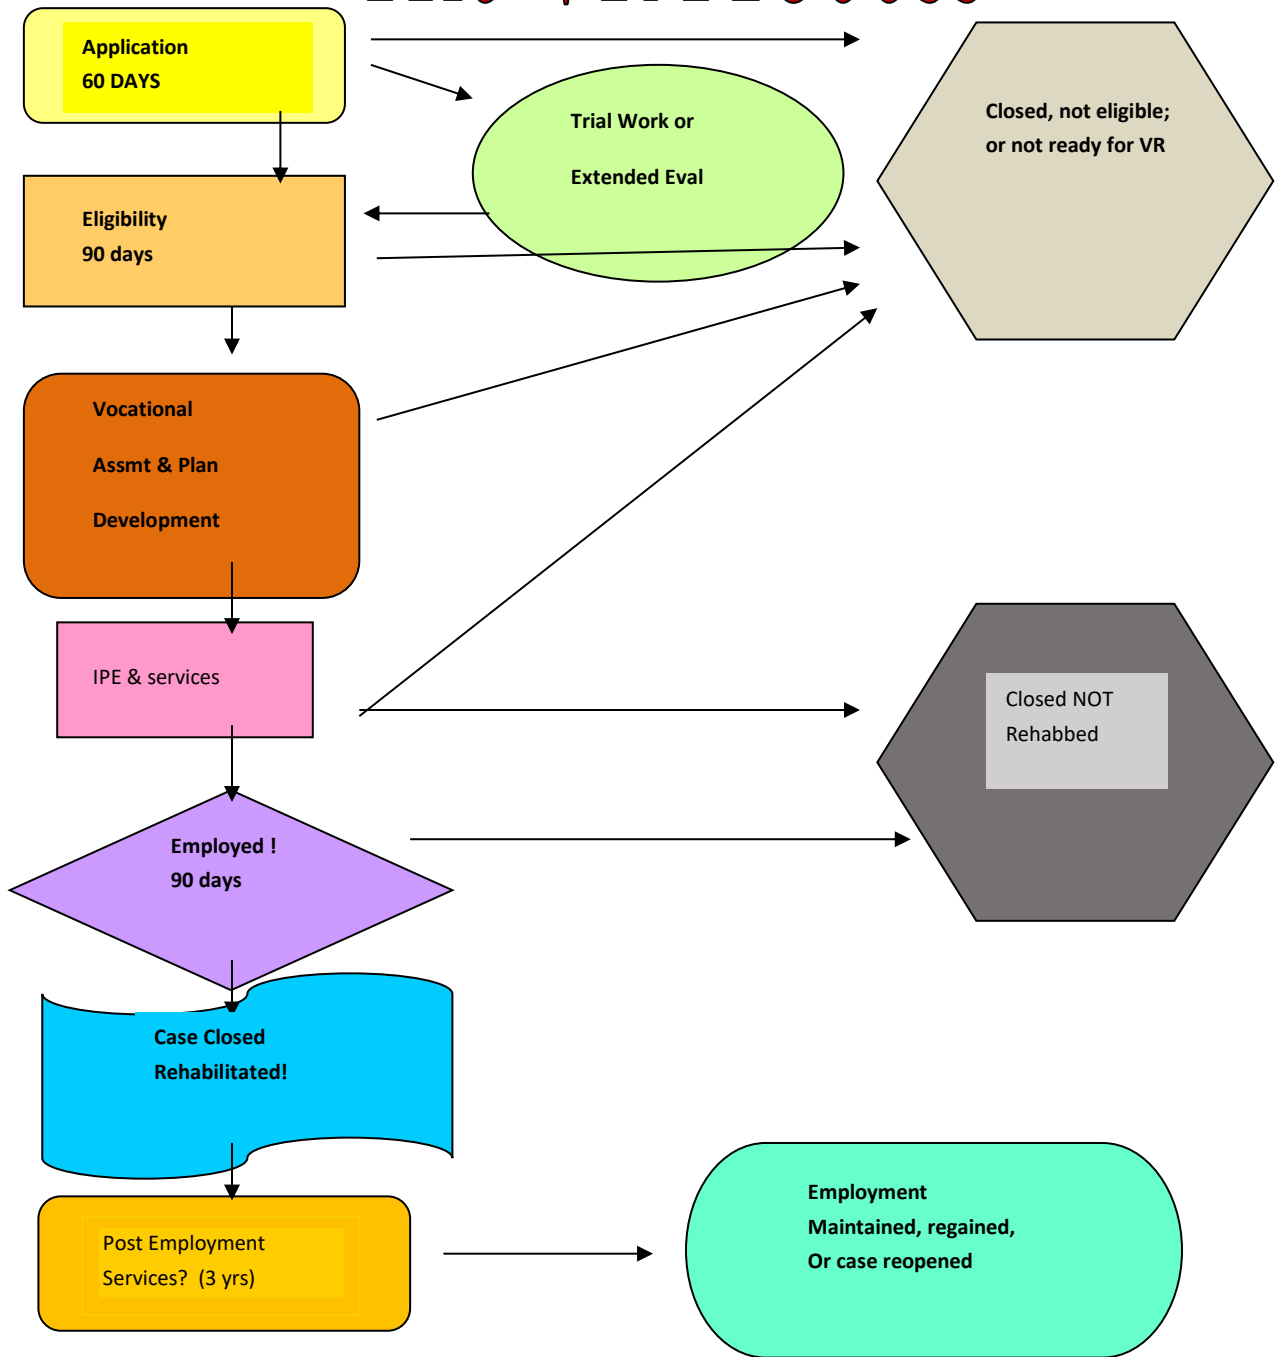 Application
60 DAYS
Trial Work or
Extended Eval
Closed, not eligible;
or not ready for VR
Eligibility
90 days
Vocational
Assmt & Plan
Development
IPE & services
Closed NOT
Rehabbed
Employed !
90 days
Case Closed
Rehabilitated!
Post Employment
Services?  (3 yrs)
Employment
Maintained, regained,
Or case reopened